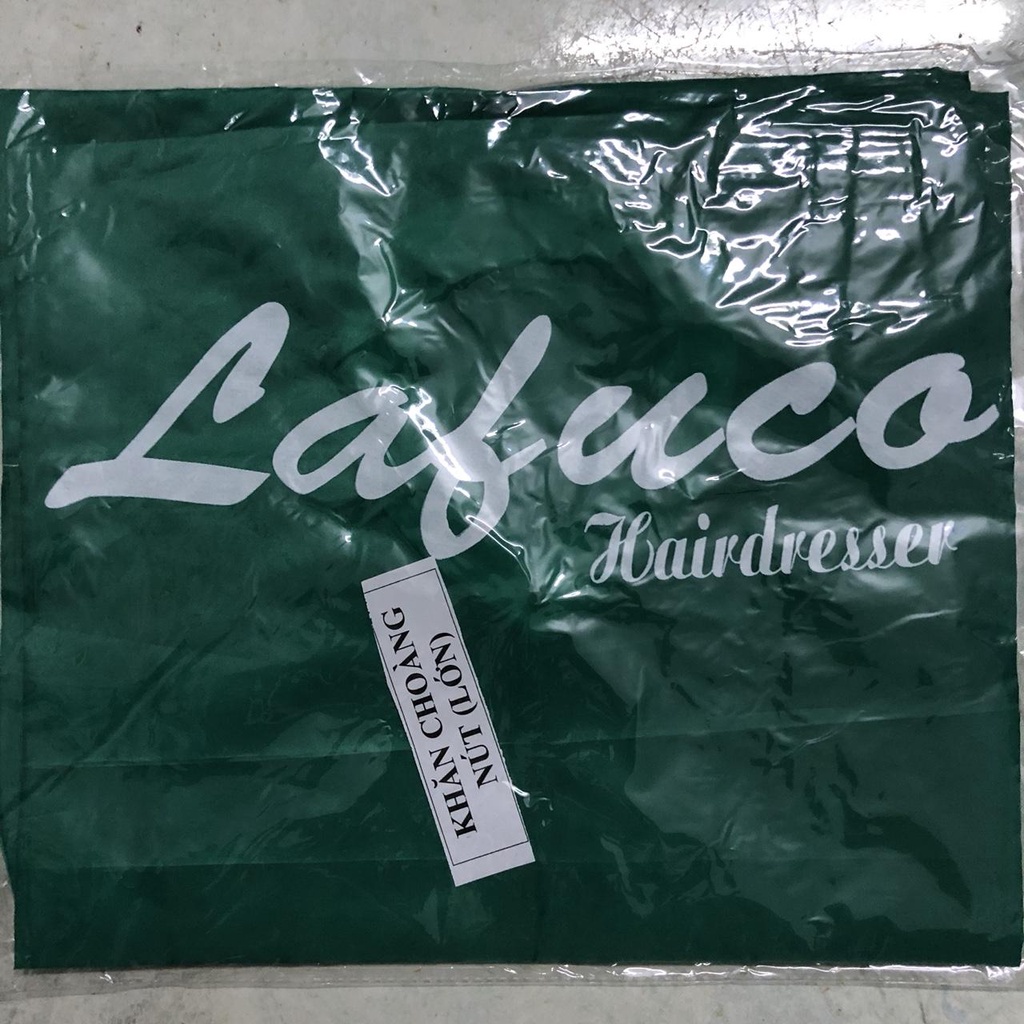 Lafuco
Hairdresser
KHĂN CHOÀNG
NÚT (LỚN)